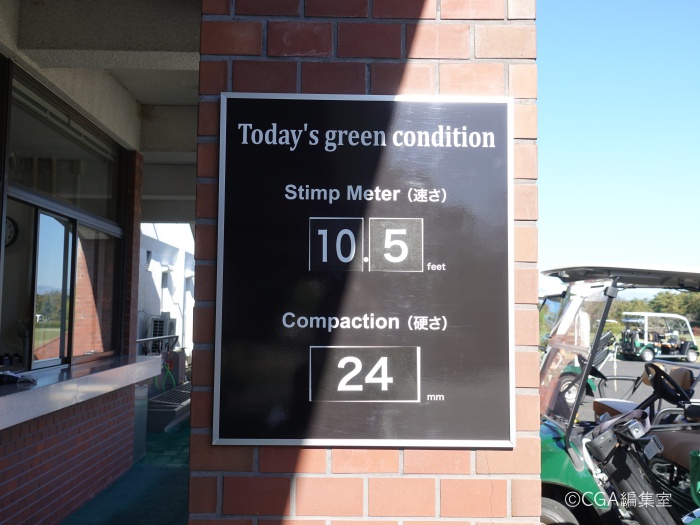 Today's green condition
Stimp Meter (速さ)
10.5 feet
Compaction (硬さ)
24 mm
©CGA編集室